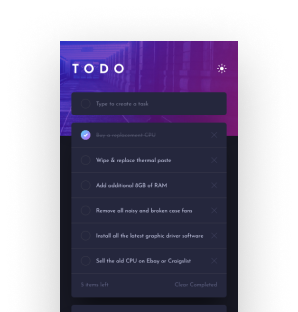 TODO
Type to create a task
Buy a replacement CPU
Wipe & replace thermal paste
Add additional 8GB of RAM
Remove all noisy and broken case fans
Install all the latest graphic driver software
Sell the old CPU on Ebay or Craigslist
5 items left Clear Completed